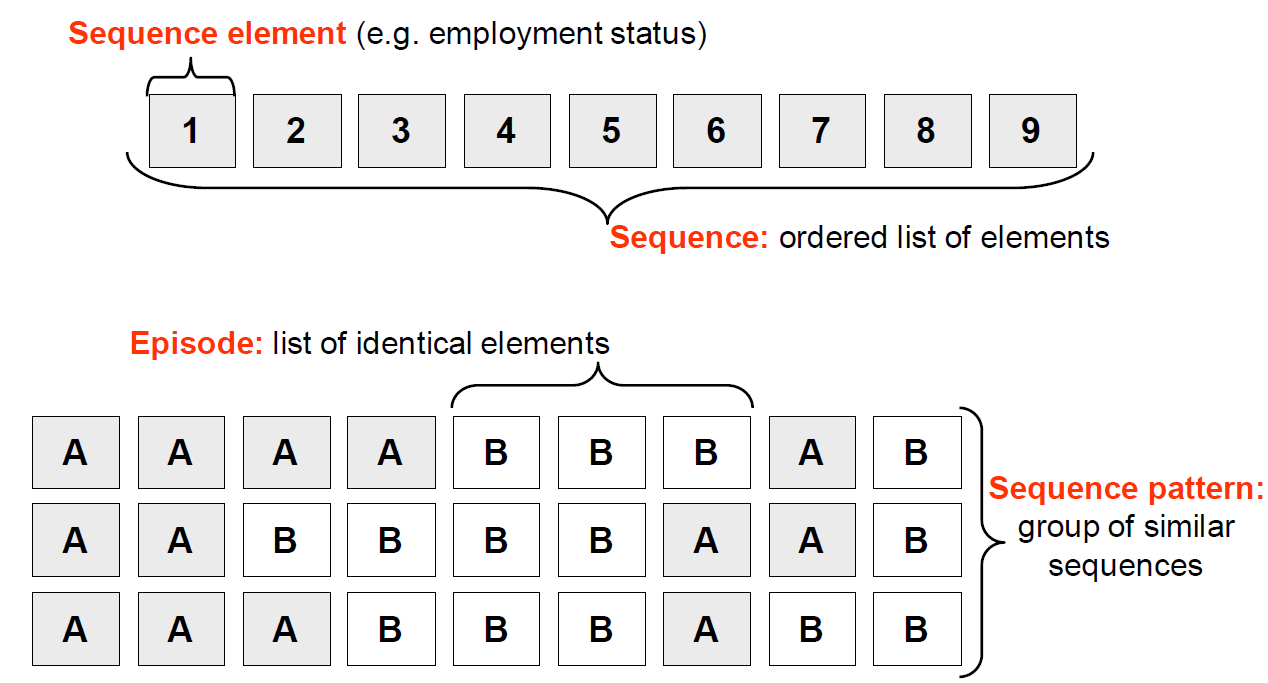 Sequence element (e.g. employment status)
1 2 3 4 5 6 7 8 9
Sequence: ordered list of elements
Episode: list of identical elements
A A A A B B B A B
A A B B B B A A B
A A A B B B A B B
Sequence pattern:
group of similar
sequences